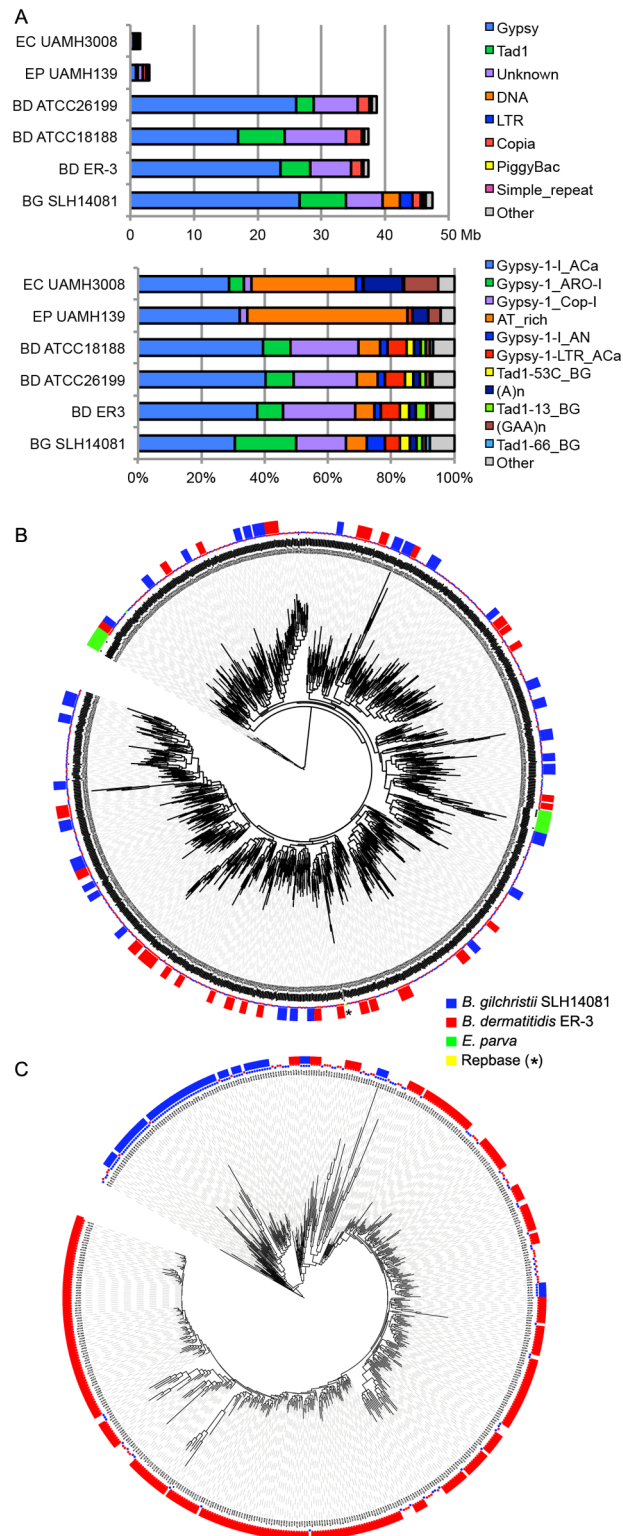 A
EC UAMH3008
EP UAMH139
BD ATCC26199
BD ATCC18188
BD ER-3
BG SLH14081
0 10 20 30 40 50 Mb
Gypsy
Tad1
Unknown
DNA
LTR
Copia
PiggyBac
Simple_repeat
Other
EC UAMH3008
EP UAMH139
BD ATCC18188
BD ATCC26199
BD ER3
BG SLH14081
0% 20% 40% 60% 80% 100%
Gypsy-1-I_ACa
Gypsy-1_ARO-I
Gypsy-1_Cop-I
AT_rich
Gypsy-1-I_AN
Gypsy-1-LTR_ACa
Tad1-53C_BG
(A)n
Tad1-13_BG
(GAA)n
Tad1-66_BG
Other
B
*
B. gilchristii SLH14081
B. dermatitidis ER-3
E. parva
Repbase (*)
C